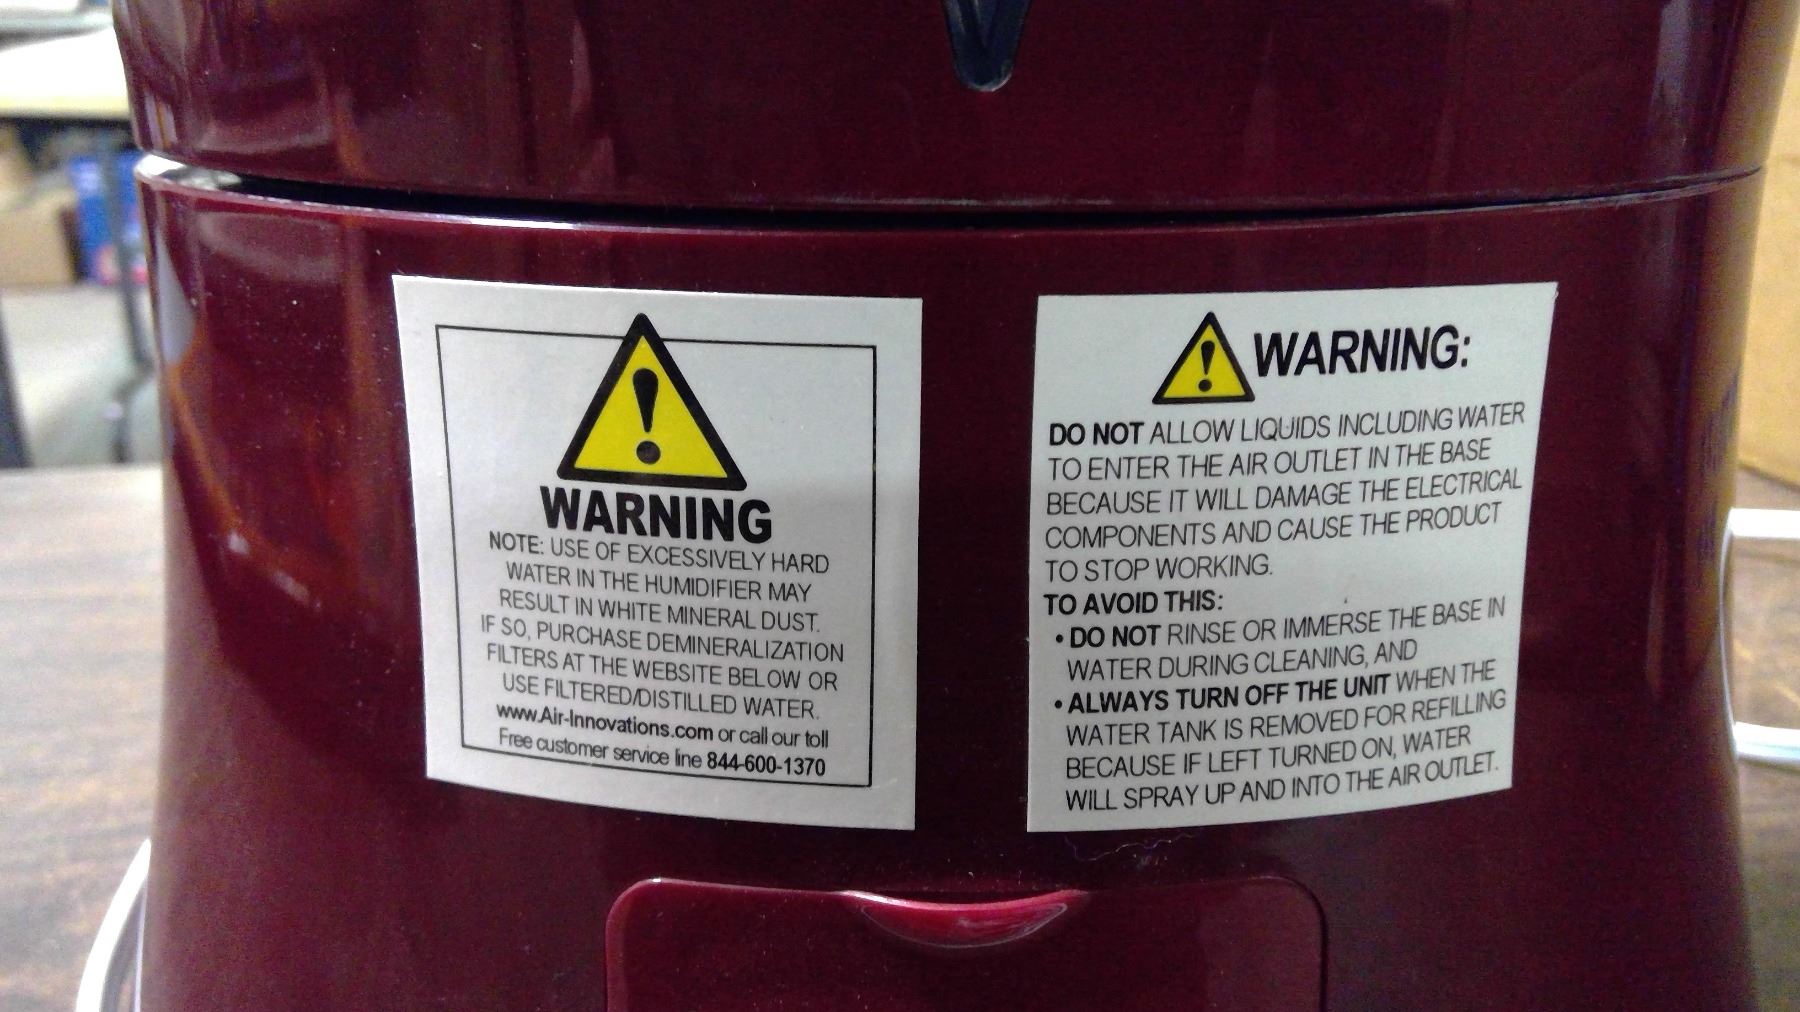 WARNING
NOTE: USE OF EXCESSIVELY HARD
WATER IN THE HUMIDIFIER MAY
RESULT IN WHITE MINERAL DUST.
IF SO, PURCHASE DEMINERALIZATION
FILTERS AT THE WEBSITE BELOW OR
USE FILTERED/DISTILLED WATER.
www.Air-Innovations.com or call our toll
Free customer service line 844-600-1370
WARNING:
DO NOT ALLOW LIQUIDS INCLUDING WATER
TO ENTER THE AIR OUTLET IN THE BASE
BECAUSE IT WILL DAMAGE THE ELECTRICAL
COMPONENTS AND CAUSE THE PRODUCT
TO STOP WORKING.
TO AVOID THIS:
• DO NOT RINSE OR IMMERSE THE BASE IN
WATER DURING CLEANING, AND
• ALWAYS TURN OFF THE UNIT WHEN THE
WATER TANK IS REMOVED FOR REFILLING
BECAUSE IF LEFT TURNED ON, WATER
WILL SPRAY UP AND INTO THE AIR OUTLET.